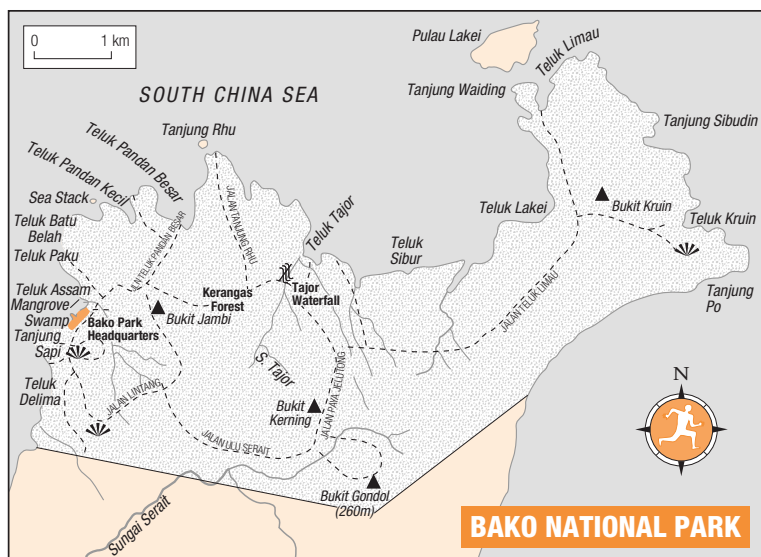 0 1 km
Pulau Lakei
Teluk Limau
Tanjung Waiding
SOUTH CHINA SEA
Tanjung Sibudin
Tanjung Rhu
Teluk Pandan Besar
Teluk Pandan Kecil
Sea Stack
Bukit Kruin
Teluk Batu
Belah
JLN TELUK PANDAN BESAR
JALAN TANJUNG RHU
Teluk Tajor
Teluk Lakei
Teluk Kruin
Teluk Paku
Teluk
Sibur
Teluk Assam
Mangrove
Swamp
Kerangas
Forest
Tajor
Waterfall
Tanjung
Po
Bako Park
Headquarters
Bukit Jambi
JALAN TELUK LIMAU
Tanjung
Sapi
S. Tajor
Teluk
Delima
JALAN LINTANG
JALAN PAYA JELUTONG
N
Bukit
Kerning
JALAN ULU SERAIT
Bukit Gondol
(260m)
Sungai Serait
BAKO NATIONAL PARK